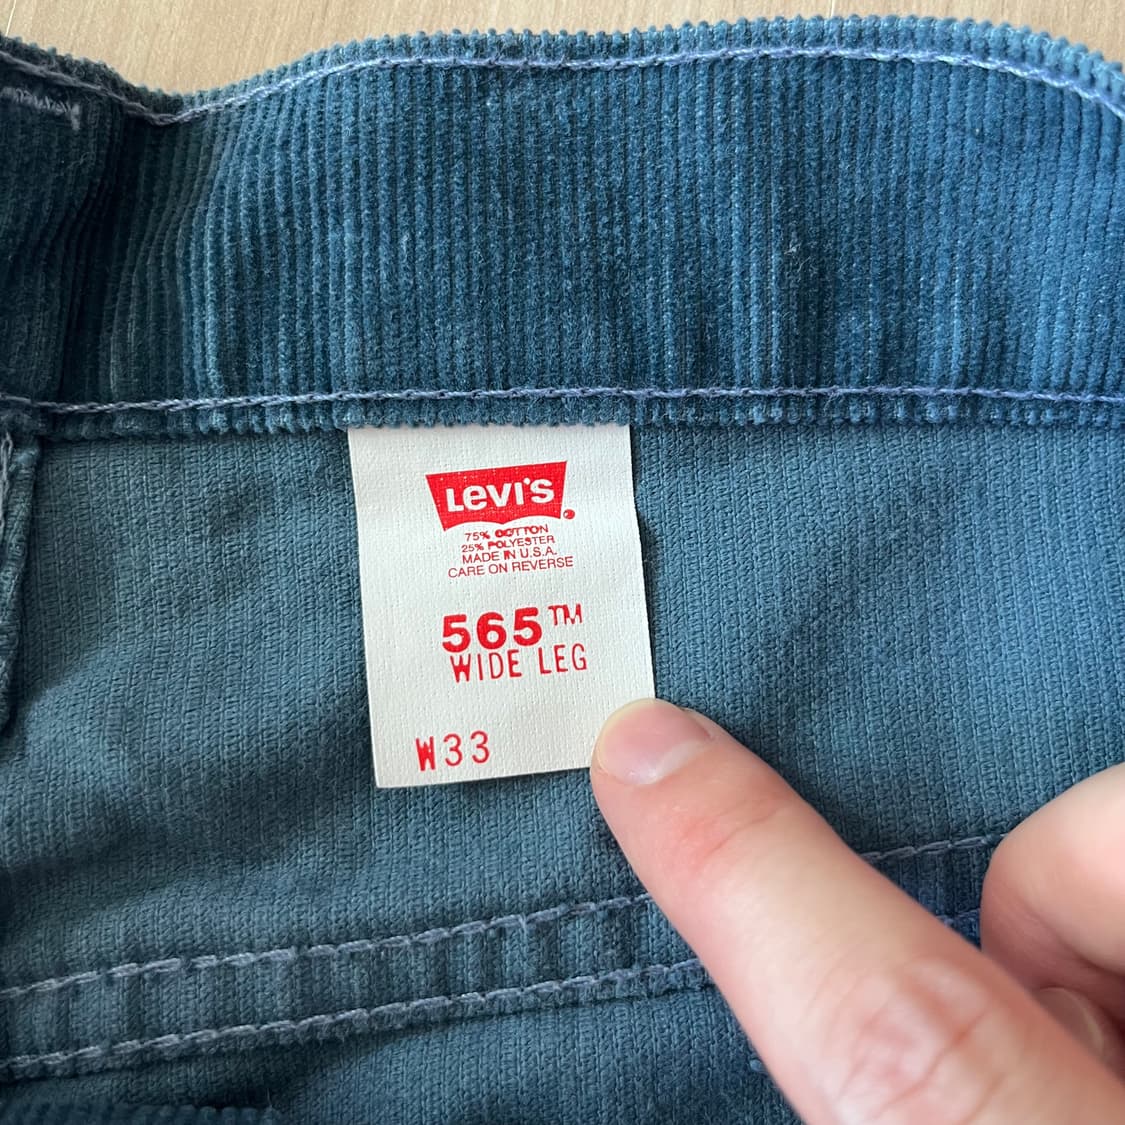 LEVI'S
75% COTTON
25% POLYESTER
MADE IN U.S.A.
CARE ON REVERSE
565™
WIDE LEG
W33